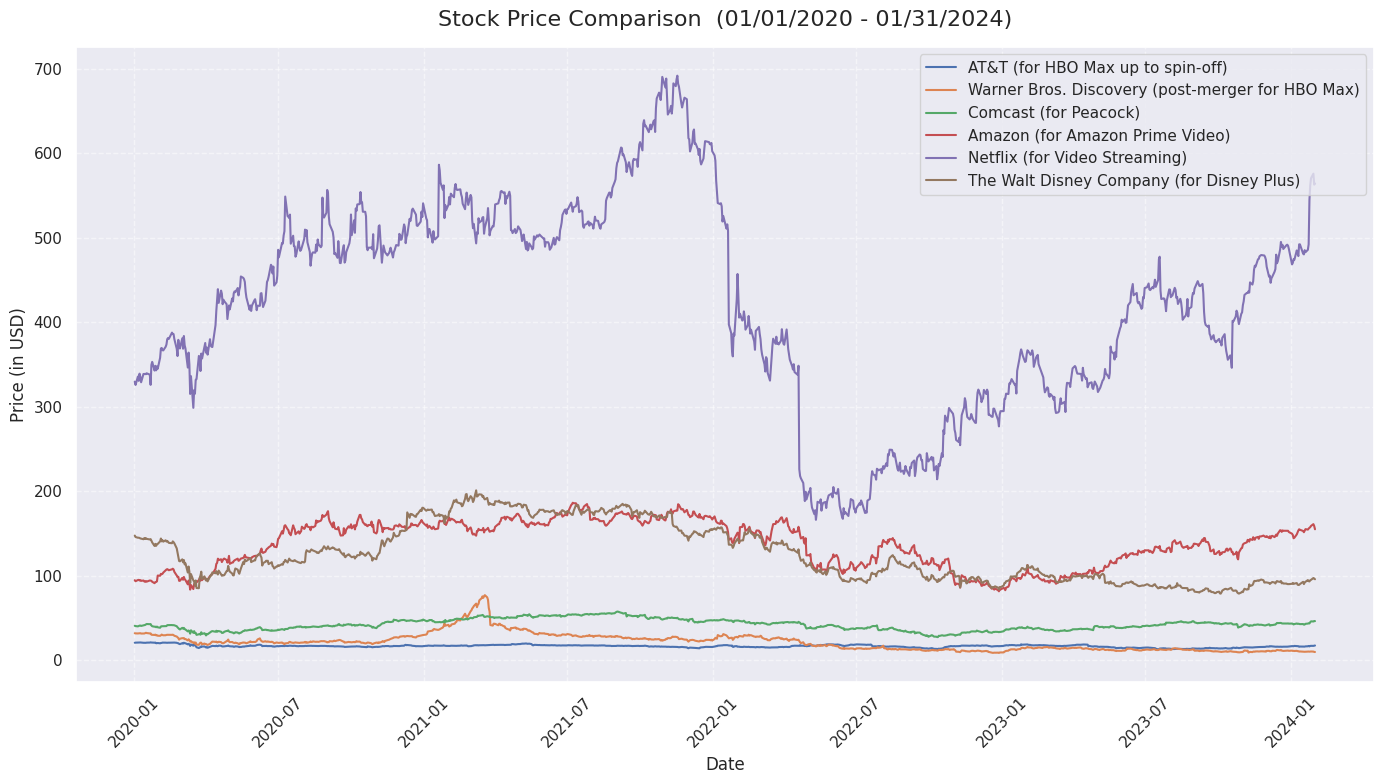 Stock Price Comparison  (01/01/2020 - 01/31/2024)
AT&T (for HBO Max up to spin-off)
Warner Bros. Discovery (post-merger for HBO Max)
Comcast (for Peacock)
Amazon (for Amazon Prime Video)
Netflix (for Video Streaming)
The Walt Disney Company (for Disney Plus)
Price (in USD)
700
600
500
400
300
200
100
0
2020-01
2020-07
2021-01
2021-07
2022-01
2022-07
2023-01
2023-07
2024-01
Date